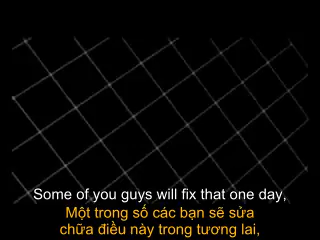 Some of you guys will fix that one day,
Một trong số các bạn sẽ sửa
chữa điều này trong tương lai,